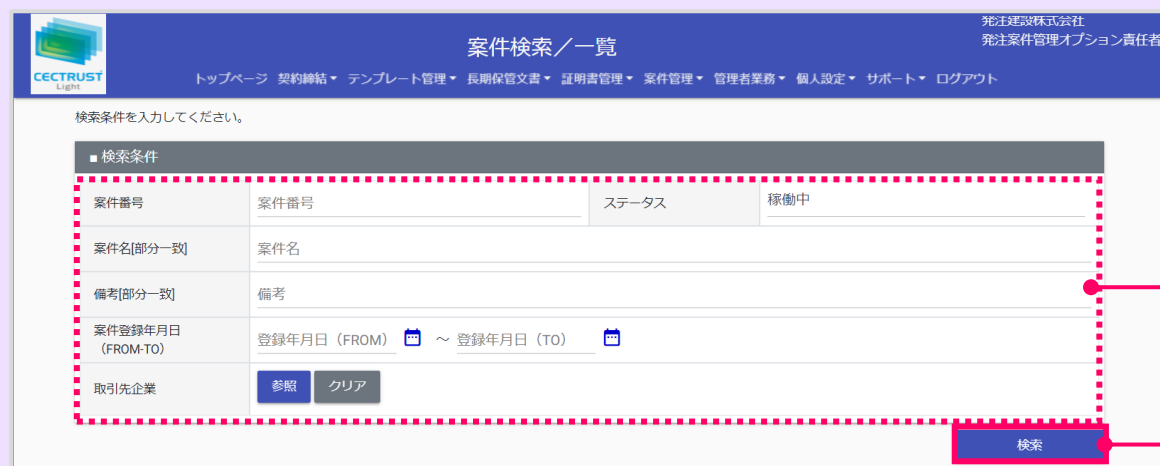 発注建設株式会社
案件検索／一覧
発注案件管理オプション責任者
CECTRUST
Light
トップページ 契約締結 テンプレート管理 長期保管文書 証明書管理 案件管理 管理者業務 個人設定 サポート ログアウト
検索条件を入力してください。
■ 検索条件
案件番号 案件番号 ステータス 稼働中
案件名[部分一致] 案件名
備考[部分一致] 備考
案件登録年月日
（FROM-TO） 登録年月日（FROM） ～ 登録年月日（TO）
取引先企業 参照 クリア
検索